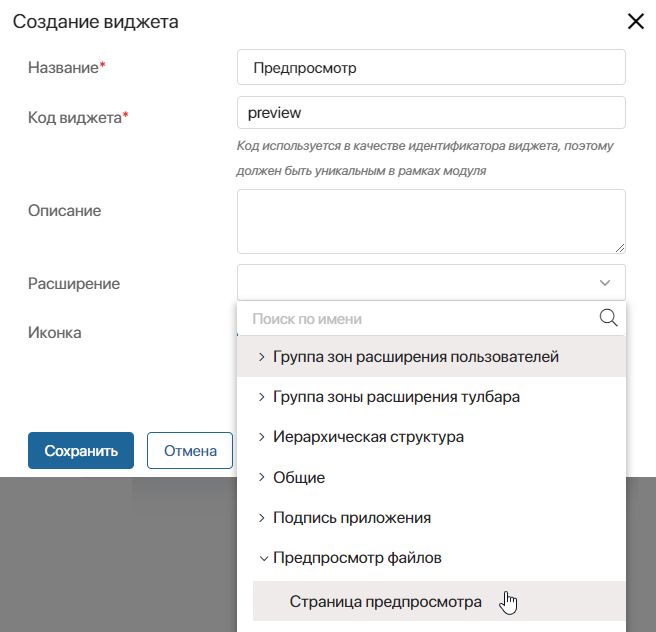 Создание виджета
Название*
Предпросмотр
Код виджета*
preview
Код используется в качестве идентификатора виджета, поэтому
должен быть уникальным в рамках модуля
Описание
Расширение
Поиск по имени
Иконка
Группа зон расширения пользователей
Группа зоны расширения тулбара
Иерархическая структура
Сохранить
Отмена
Общие
Подпись приложения
Предпросмотр файлов
Страница предпросмотра